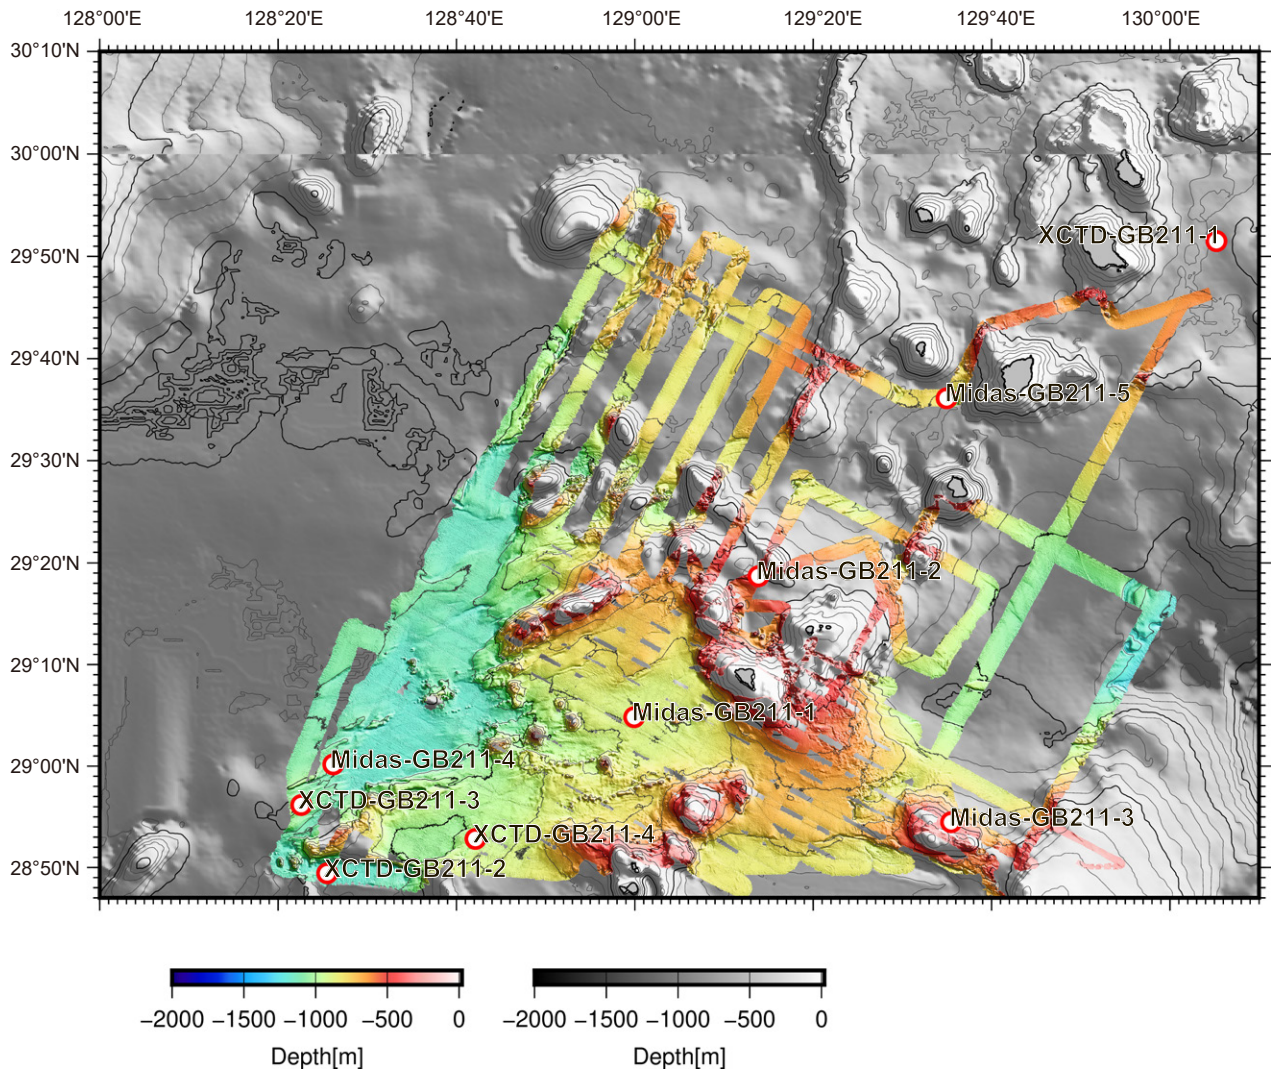 128°00'E 128°20'E 128°40'E 129°00'E 129°20'E 129°40'E 130°00'E
30°10'N
30°00'N
29°50'N
29°40'N
29°30'N
29°20'N
29°10'N
29°00'N
28°50'N
XCTD-GB211-1
Midas-GB211-5
Midas-GB211-2
Midas-GB211-1
Midas-GB211-4
XCTD-GB211-3
Midas-GB211-3
XCTD-GB211-4
XCTD-GB211-2
−2000 −1500 −1000 −500 0
Depth[m]
−2000 −1500 −1000 −500 0
Depth[m]